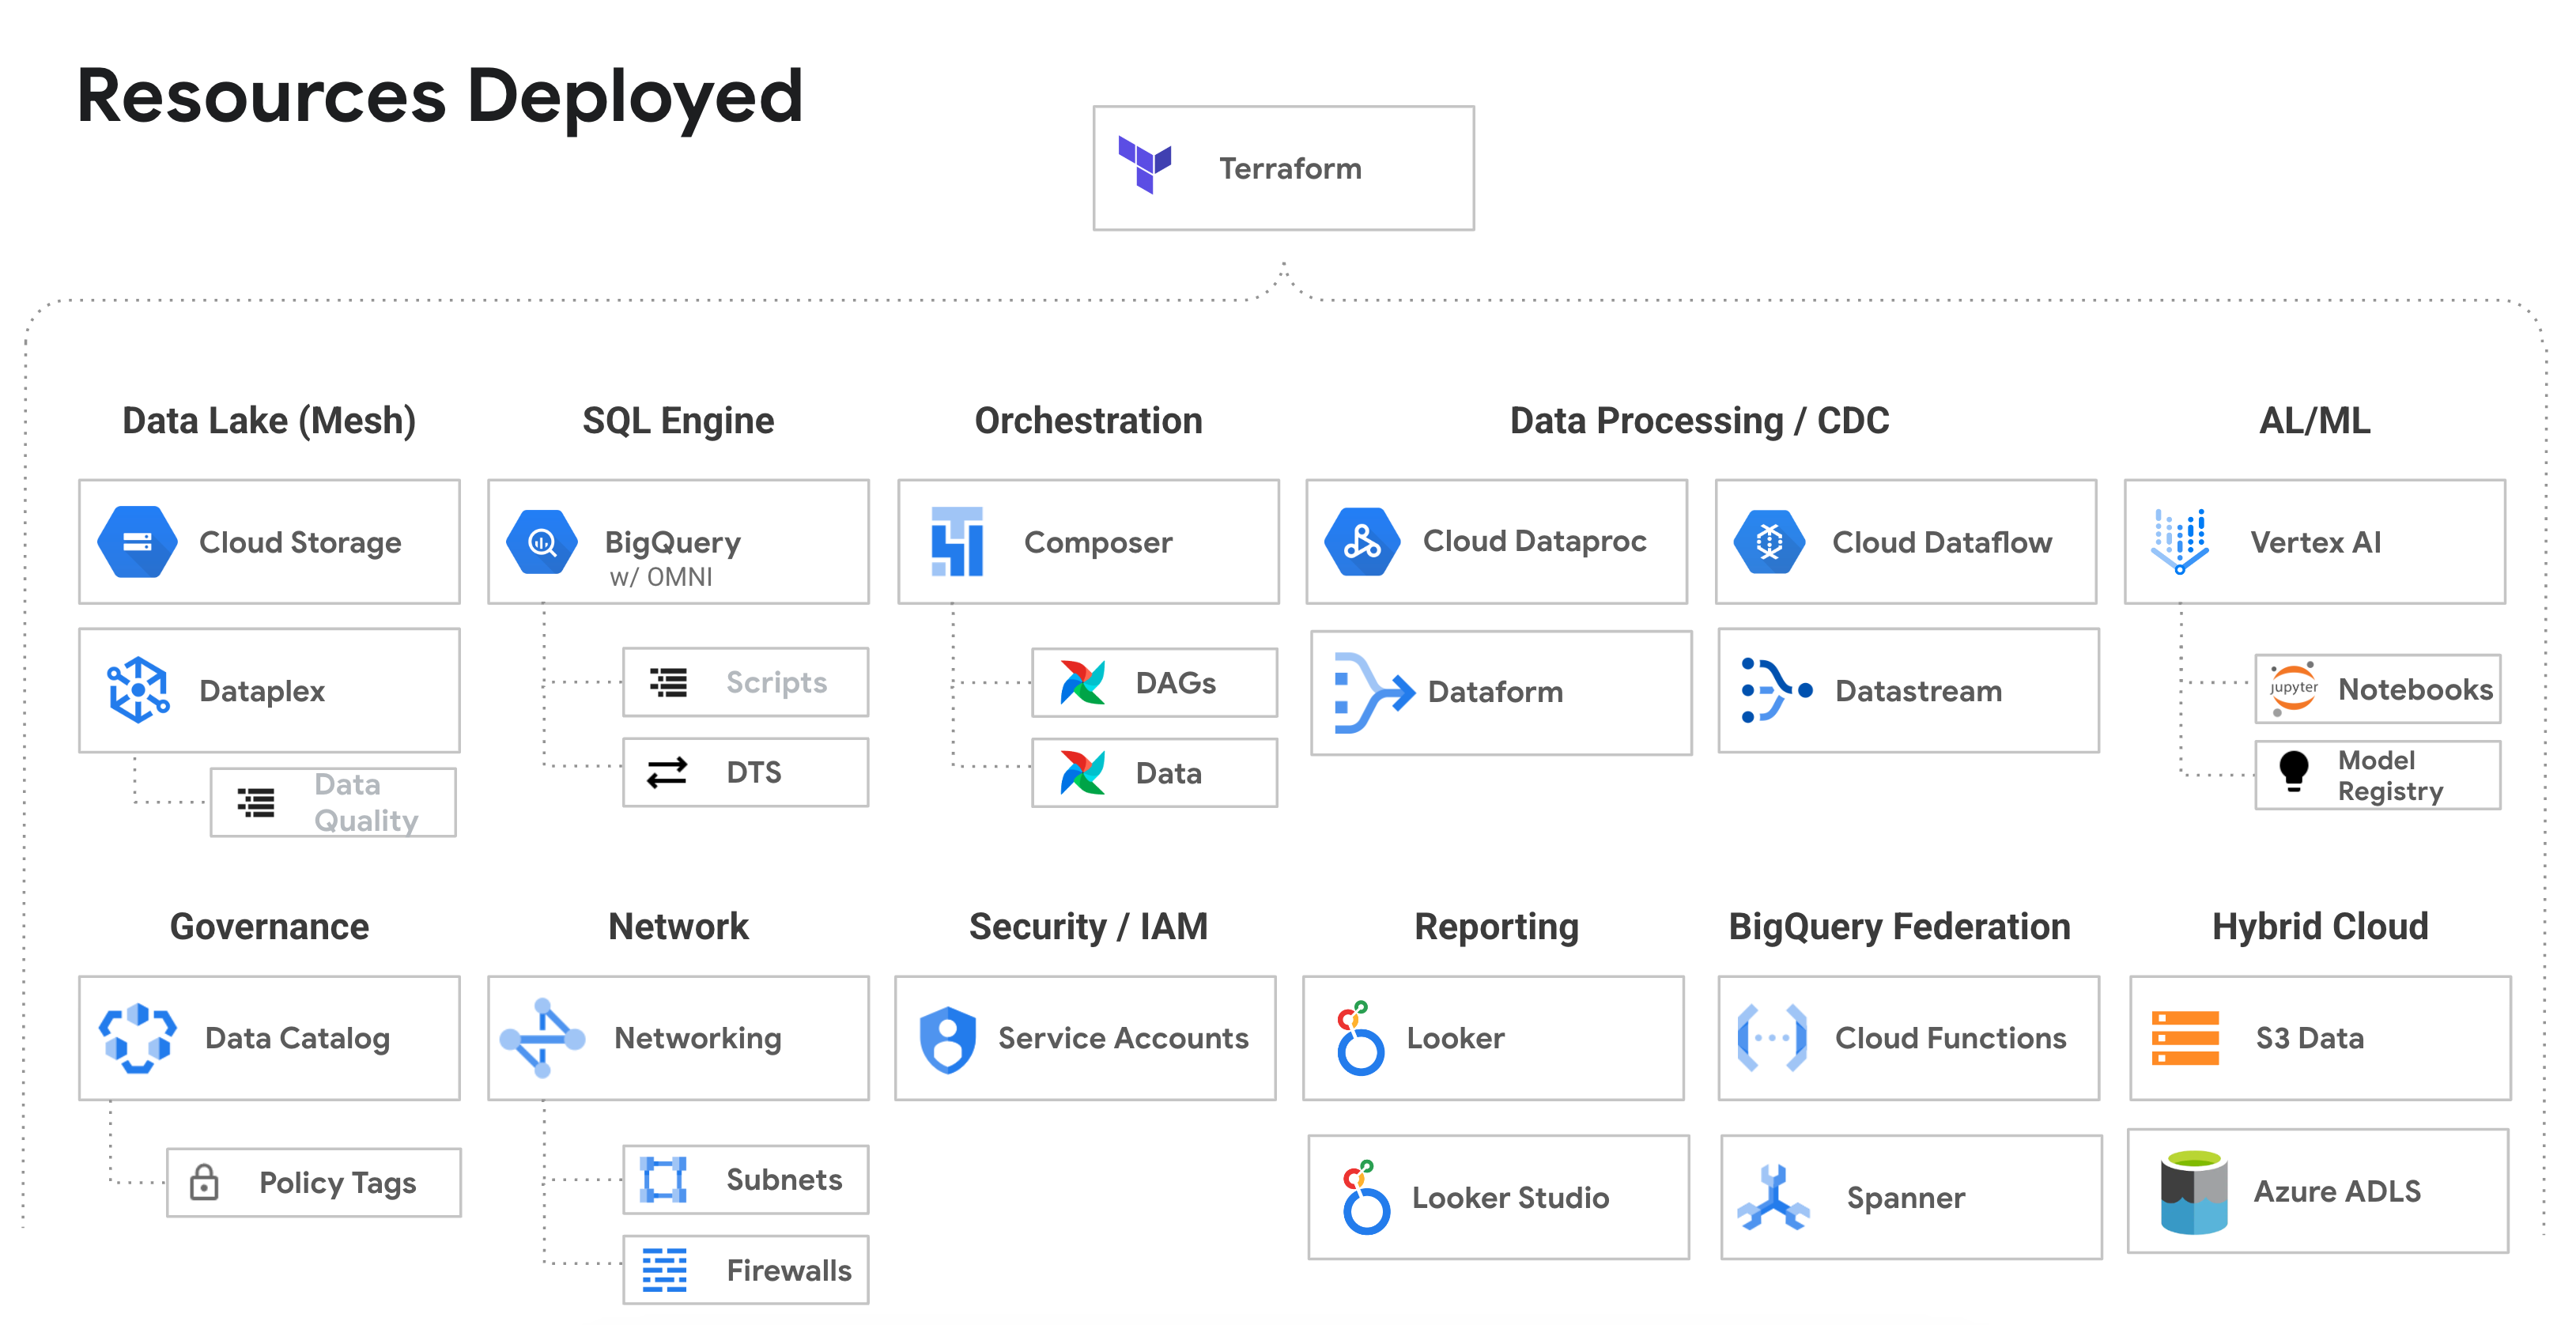 Resources Deployed
Terraform
Data Lake (Mesh)
SQL Engine
Orchestration
Data Processing / CDC
AL/ML
Cloud Storage
BigQuery
w/ OMNI
Composer
Cloud Dataproc
Cloud Dataflow
Vertex AI
Dataplex
Scripts
DAGs
Dataform
Datastream
jupyter
Notebooks
Data
Quality
DTS
Data
Model
Registry
Governance
Network
Security / IAM
Reporting
BigQuery Federation
Hybrid Cloud
Data Catalog
Networking
Service Accounts
Looker
Cloud Functions
S3 Data
Policy Tags
Subnets
Looker Studio
Spanner
Azure ADLS
Firewalls